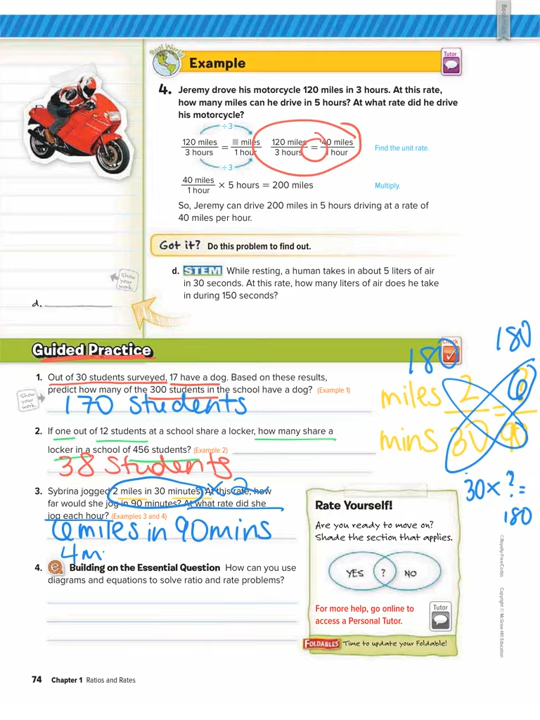 Real World
Example
Tutor
4. Jeremy drove his motorcycle 120 miles in 3 hours. At this rate,
how many miles can he drive in 5 hours? At what rate did he drive
his motorcycle?
÷3
120 miles / 3 hours = ■ miles / 1 hour 120 miles / 3 hours = 40 miles / 1 hour Find the unit rate.
÷3
40 miles / 1 hour × 5 hours = 200 miles Multiply.
So, Jeremy can drive 200 miles in 5 hours driving at a rate of
40 miles per hour.
Got it? Do this problem to find out.
Show your work.
d. STEM While resting, a human takes in about 5 liters of air
in 30 seconds. At this rate, how many liters of air does he take
in during 150 seconds?
d.
Guided Practice
Check
1. Out of 30 students surveyed, 17 have a dog. Based on these results,
predict how many of the 300 students in the school have a dog? (Example 1)
Show your work.
170 students
2. If one out of 12 students at a school share a locker, how many share a
locker in a school of 456 students? (Example 2)
38 students
3. Sybrina jogged 2 miles in 30 minutes. At this rate, how
far would she jog in 90 minutes? At what rate did she
jog each hour? (Examples 3 and 4)
× 2
6 miles in 90mins
4 m
180
180
miles 2 6
mins 30 90
=
30 x ? =
180
4. Building on the Essential Question How can you use
diagrams and equations to solve ratio and rate problems?
Rate Yourself!
Are you ready to move on?
Shade the section that applies.
YES ? NO
For more help, go online to
access a Personal Tutor.
Tutor
FOLDABLES Time to update your Foldable!
74 Chapter 1 Ratios and Rates